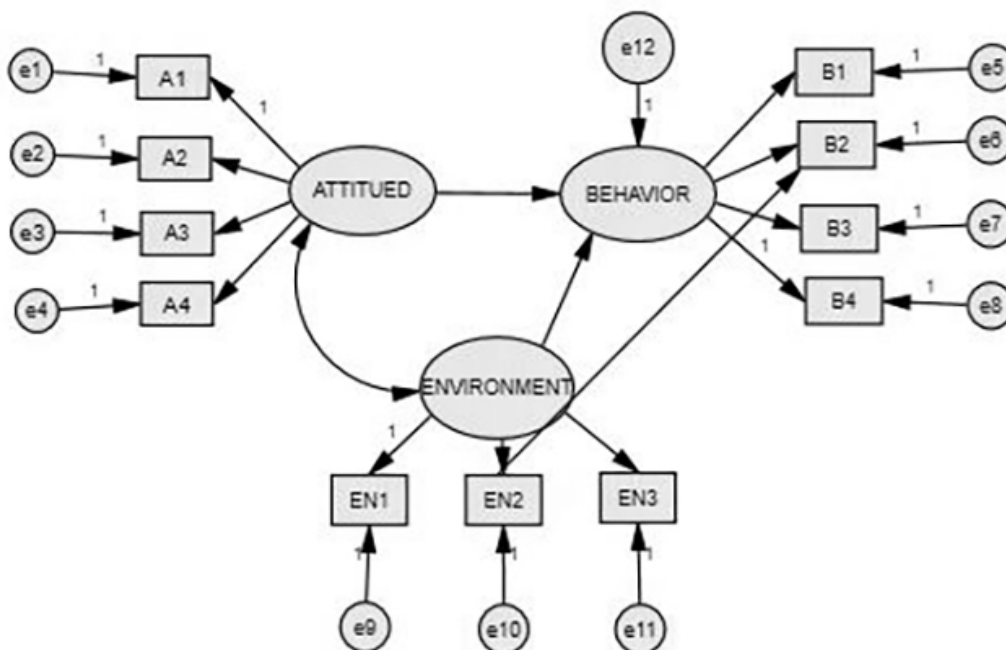 e12
e1
1
A1
1
B1
1
e5
1
e2
1
A2
B2
1
e6
ATTITUED
BEHAVIOR
e3
1
A3
B3
1
e7
1
e4
1
A4
B4
1
e8
ENVIRONMENT
1
EN1
EN2
EN3
1
1
1
e9
e10
e11